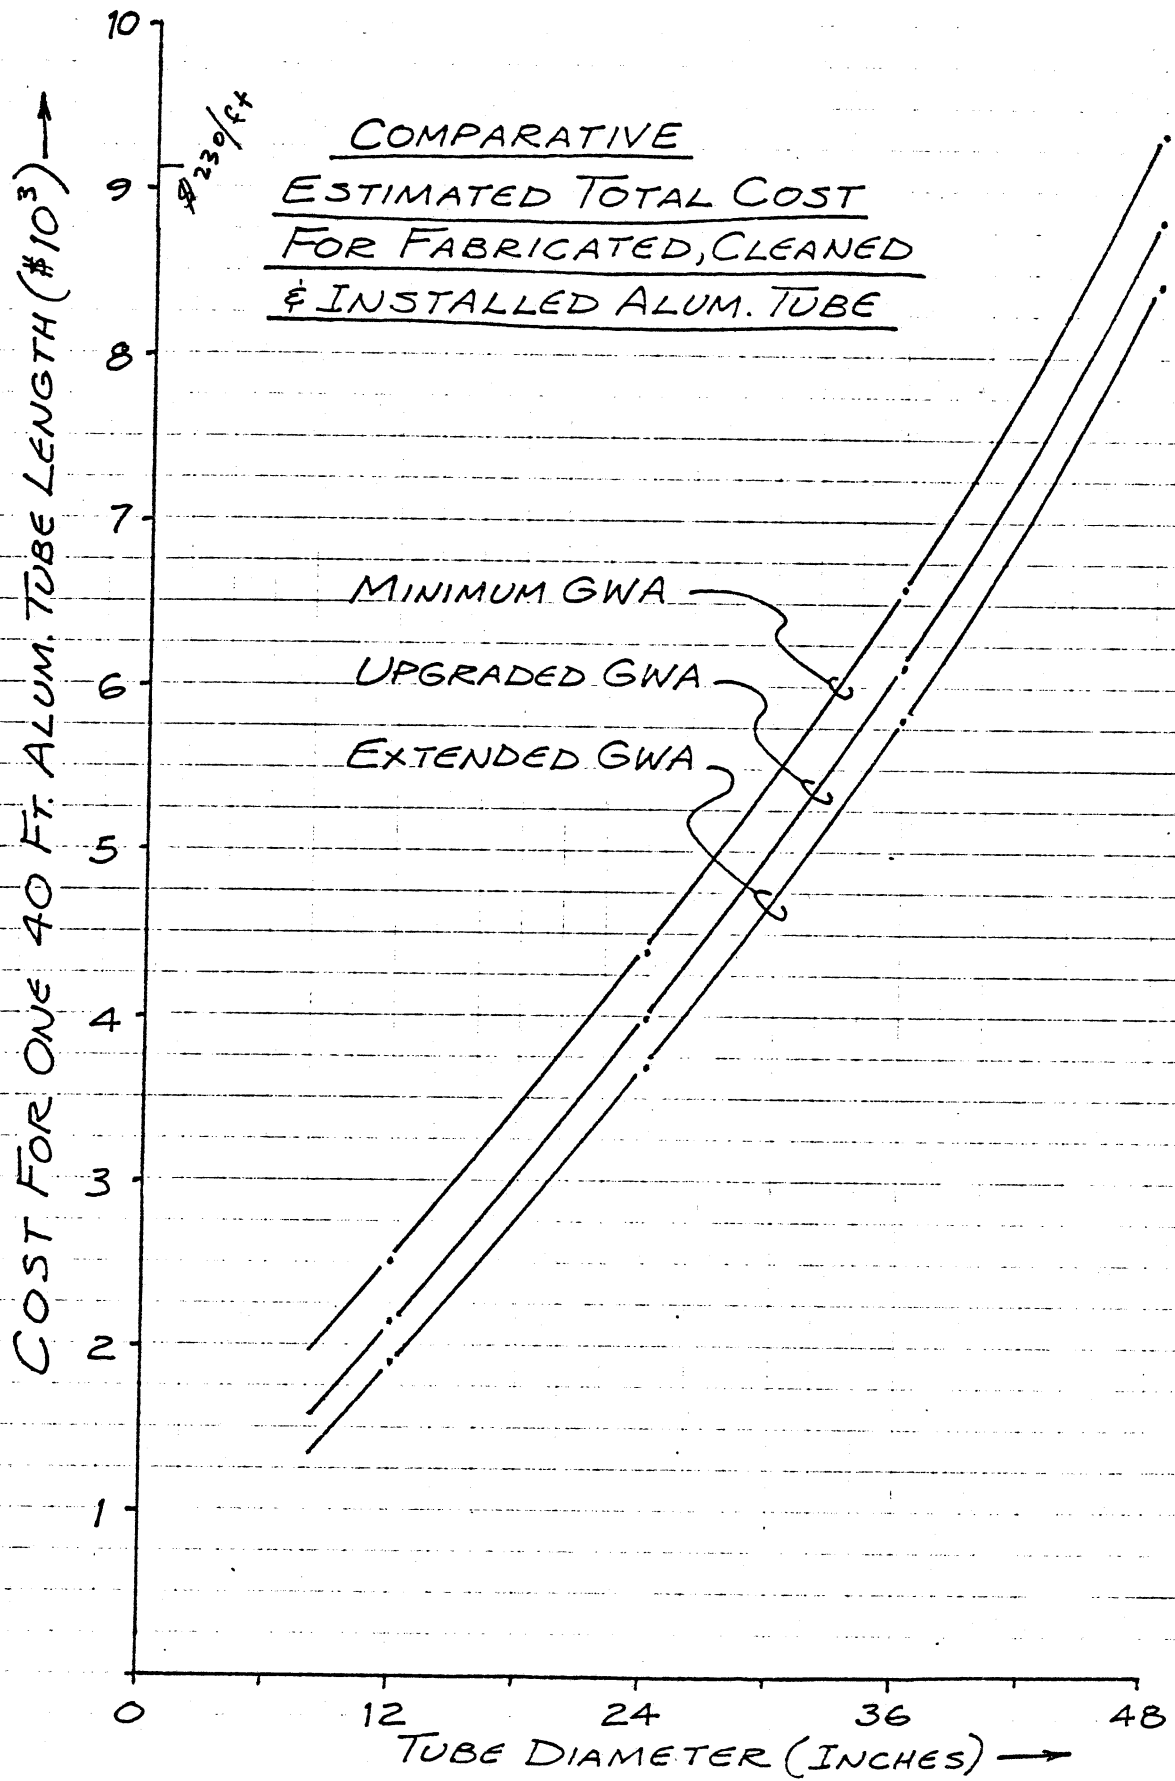 COMPARATIVE
ESTIMATED TOTAL COST
FOR FABRICATED, CLEANED
& INSTALLED ALUM. TUBE
$230/ft
COST FOR ONE 40 FT. ALUM. TUBE LENGTH ($10³) →
10
9
8
7
6
5
4
3
2
1
MINIMUM GWA
UPGRADED GWA
EXTENDED GWA
0 12 24 36 48
TUBE DIAMETER (INCHES) →